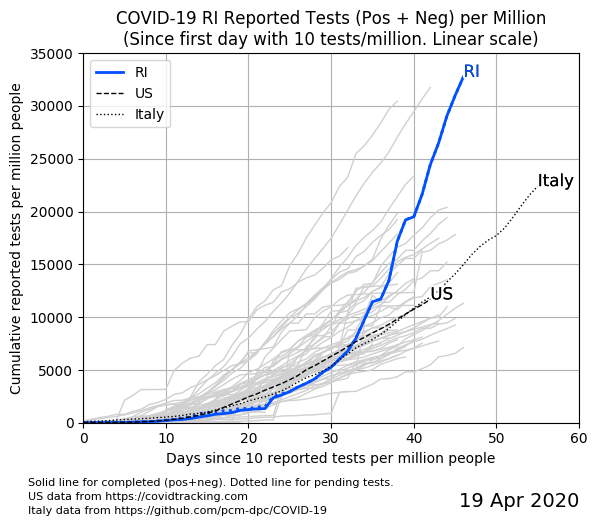 COVID-19 RI Reported Tests (Pos + Neg) per Million
(Since first day with 10 tests/million. Linear scale)
Cumulative reported tests per million people
35000
30000
25000
20000
15000
10000
5000
0
RI
US
Italy
RI
Italy
US
0 10 20 30 40 50 60
Days since 10 reported tests per million people
Solid line for completed (pos+neg). Dotted line for pending tests.
US data from https://covidtracking.com
Italy data from https://github.com/pcm-dpc/COVID-19
19 Apr 2020